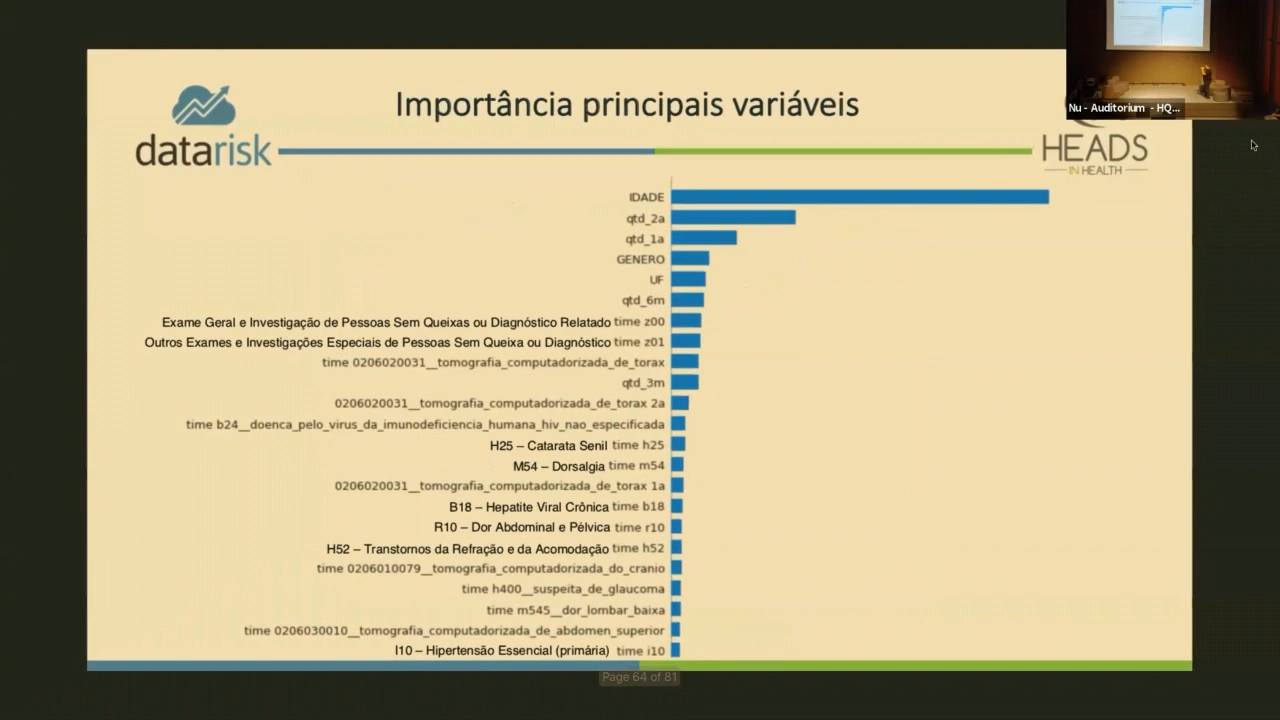 Importância principais variáveis
datarisk
Nu - Auditorium - HQ...
HEADS
IN HEALTH
IDADE
qtd_2a
qtd_1a
GENERO
UF
qtd_6m
Exame Geral e Investigação de Pessoas Sem Queixas ou Diagnóstico Relatado time z00
Outros Exames e Investigações Especiais de Pessoas Sem Queixa ou Diagnóstico time z01
time 0206020031__tomografia_computadorizada_de_torax
qtd_3m
0206020031__tomografia_computadorizada_de_torax 2a
time b24__doenca_pelo_virus_da_imunodeficiencia_humana_hiv_nao_especificada
H25 – Catarata Senil time h25
M54 – Dorsalgia time m54
0206020031__tomografia_computadorizada_de_torax 1a
B18 – Hepatite Viral Crônica time b18
R10 – Dor Abdominal e Pélvica time r10
H52 – Transtornos da Refração e da Acomodação time h52
time 0206010079__tomografia_computadorizada_do_cranio
time h400__suspeita_de_glaucoma
time m545__dor_lombar_baixa
time 0206030010__tomografia_computadorizada_de_abdomen_superior
I10 – Hipertensão Essencial (primária) time i10
Page 64 of 81